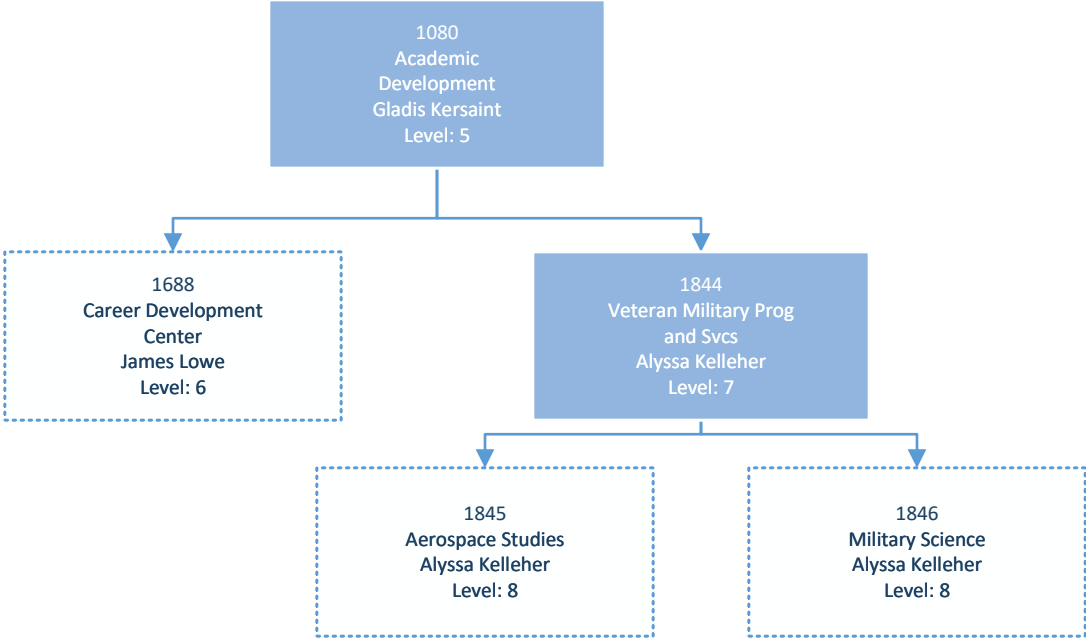 1080
Academic
Development
Gladis Kersaint
Level: 5
1688
Career Development
Center
James Lowe
Level: 6
1844
Veteran Military Prog
and Svcs
Alyssa Kelleher
Level: 7
1845
Aerospace Studies
Alyssa Kelleher
Level: 8
1846
Military Science
Alyssa Kelleher
Level: 8